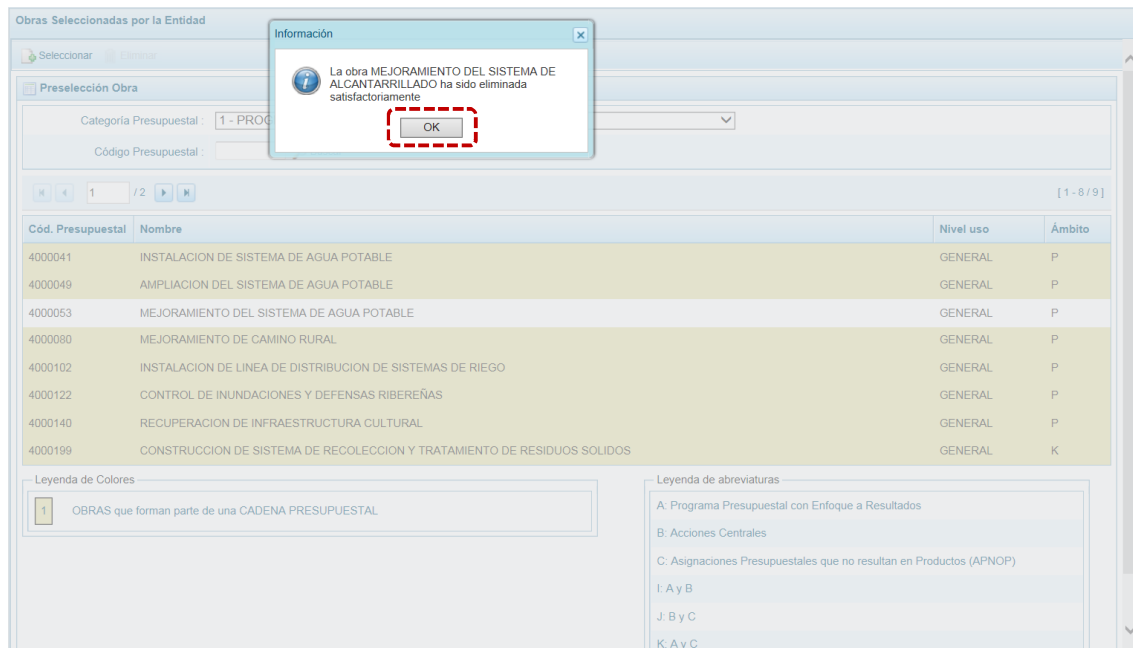 Obras Seleccionadas por la Entidad
Información
Seleccionar Eliminar
La obra MEJORAMIENTO DEL SISTEMA DE
ALCANTARRILLADO ha sido eliminada
satisfactoriamente
OK
Preselección Obra
Categoría Presupuestal : 1 - PROG
Código Presupuestal :
1 / 2 [ 1 - 8 / 9 ]
Cód. Presupuestal Nombre Nivel uso Ámbito
4000041 INSTALACION DE SISTEMA DE AGUA POTABLE GENERAL P
4000049 AMPLIACION DEL SISTEMA DE AGUA POTABLE GENERAL P
4000053 MEJORAMIENTO DEL SISTEMA DE AGUA POTABLE GENERAL P
4000080 MEJORAMIENTO DE CAMINO RURAL GENERAL P
4000102 INSTALACION DE LINEA DE DISTRIBUCION DE SISTEMAS DE RIEGO GENERAL P
4000122 CONTROL DE INUNDACIONES Y DEFENSAS RIBEREÑAS GENERAL P
4000140 RECUPERACION DE INFRAESTRUCTURA CULTURAL GENERAL P
4000199 CONSTRUCCION DE SISTEMA DE RECOLECCION Y TRATAMIENTO DE RESIDUOS SOLIDOS GENERAL K
Leyenda de Colores
1 OBRAS que forman parte de una CADENA PRESUPUESTAL
Leyenda de abreviaturas
A: Programa Presupuestal con Enfoque a Resultados
B: Acciones Centrales
C: Asignaciones Presupuestales que no resultan en Productos (APNOP)
I: A y B
J: B y C
K: A y C